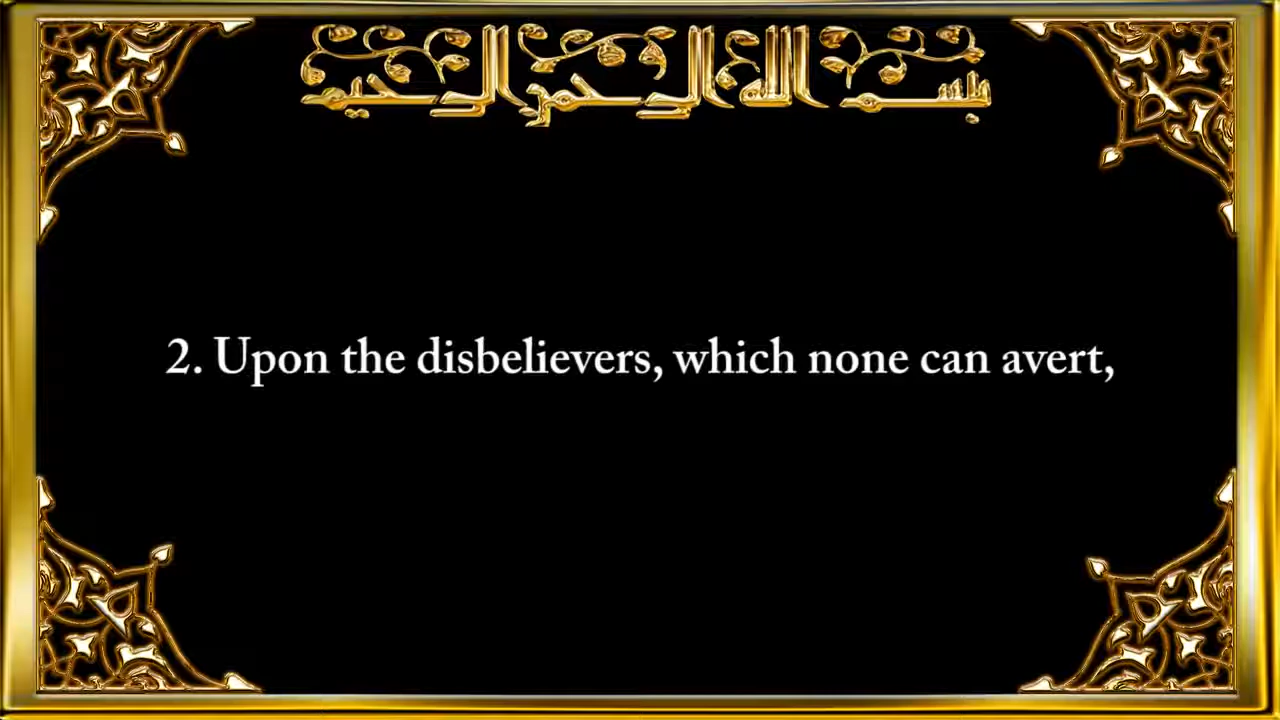 بسم الله الرحمن الرحيم
2. Upon the disbelievers, which none can avert,